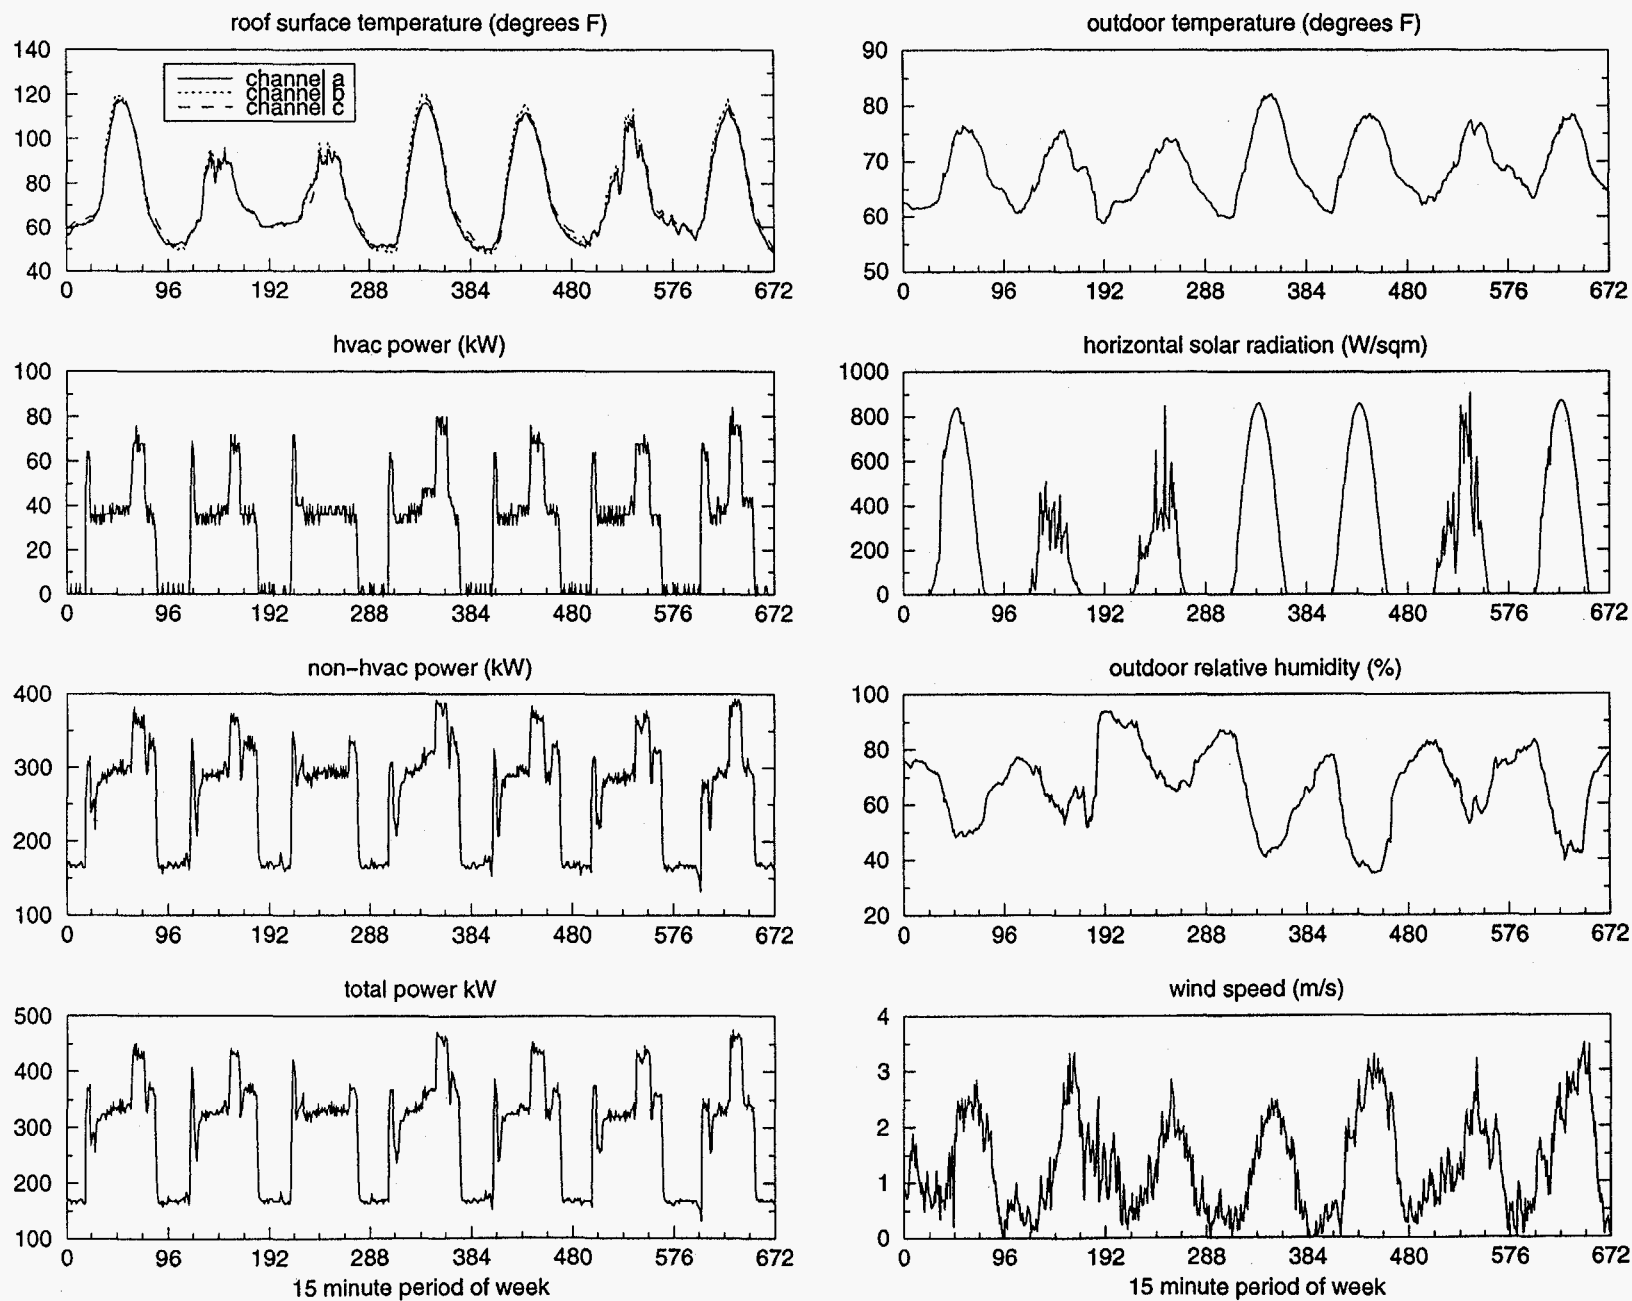 roof surface temperature (degrees F)
140
120
100
80
60
40
channel a
channel b
channel c
0 96 192 288 384 480 576 672
outdoor temperature (degrees F)
90
80
70
60
50
0 96 192 288 384 480 576 672
hvac power (kW)
100
80
60
40
20
0
0 96 192 288 384 480 576 672
horizontal solar radiation (W/sqm)
1000
800
600
400
200
0
0 96 192 288 384 480 576 672
non-hvac power (kW)
400
300
200
100
0 96 192 288 384 480 576 672
outdoor relative humidity (%)
100
80
60
40
20
0 96 192 288 384 480 576 672
total power kW
500
400
300
200
100
0 96 192 288 384 480 576 672
15 minute period of week
wind speed (m/s)
4
3
2
1
0
0 96 192 288 384 480 576 672
15 minute period of week